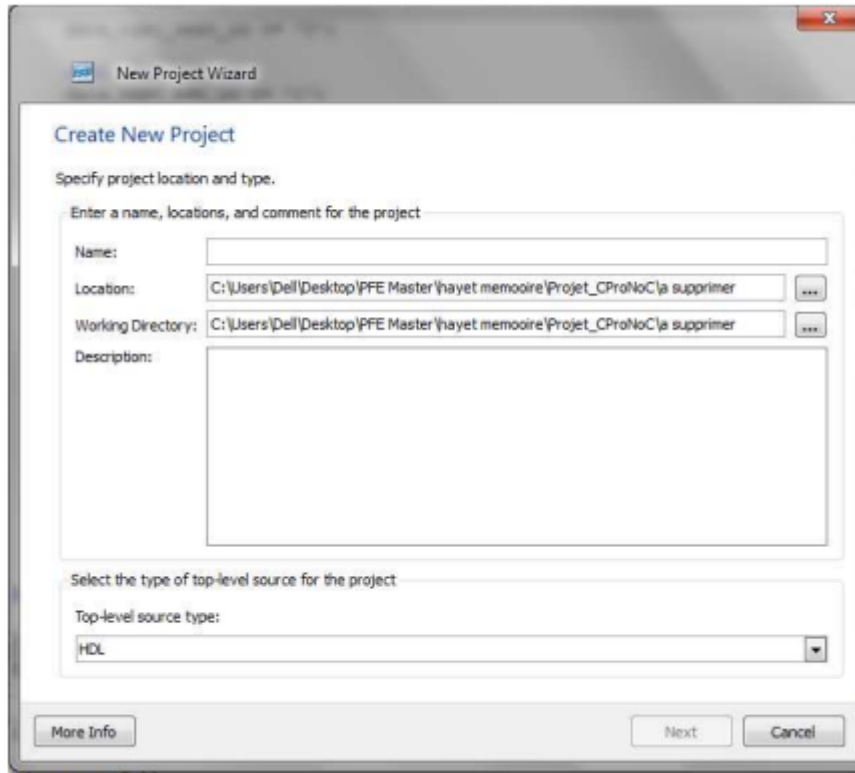 New Project Wizard
Create New Project
Specify project location and type.
Enter a name, locations, and comment for the project
Name:
Location: C:\Users\Dell\Desktop\PFE Master\hayet memooire\Projet_CProNoC\a supprimer ...
Working Directory: C:\Users\Dell\Desktop\PFE Master\hayet memooire\Projet_CProNoC\a supprimer ...
Description:
Select the type of top-level source for the project
Top-level source type:
HDL
More Info Next Cancel